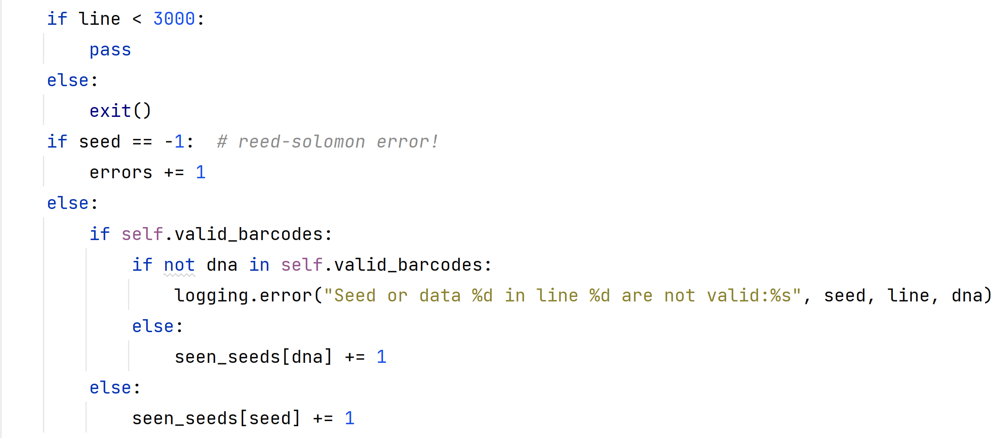 if line < 3000:
    pass
else:
    exit()
if seed == -1:  # reed-solomon error!
    errors += 1
else:
    if self.valid_barcodes:
        if not dna in self.valid_barcodes:
            logging.error("Seed or data %d in line %d are not valid:%s", seed, line, dna)
        else:
            seen_seeds[dna] += 1
    else:
        seen_seeds[seed] += 1